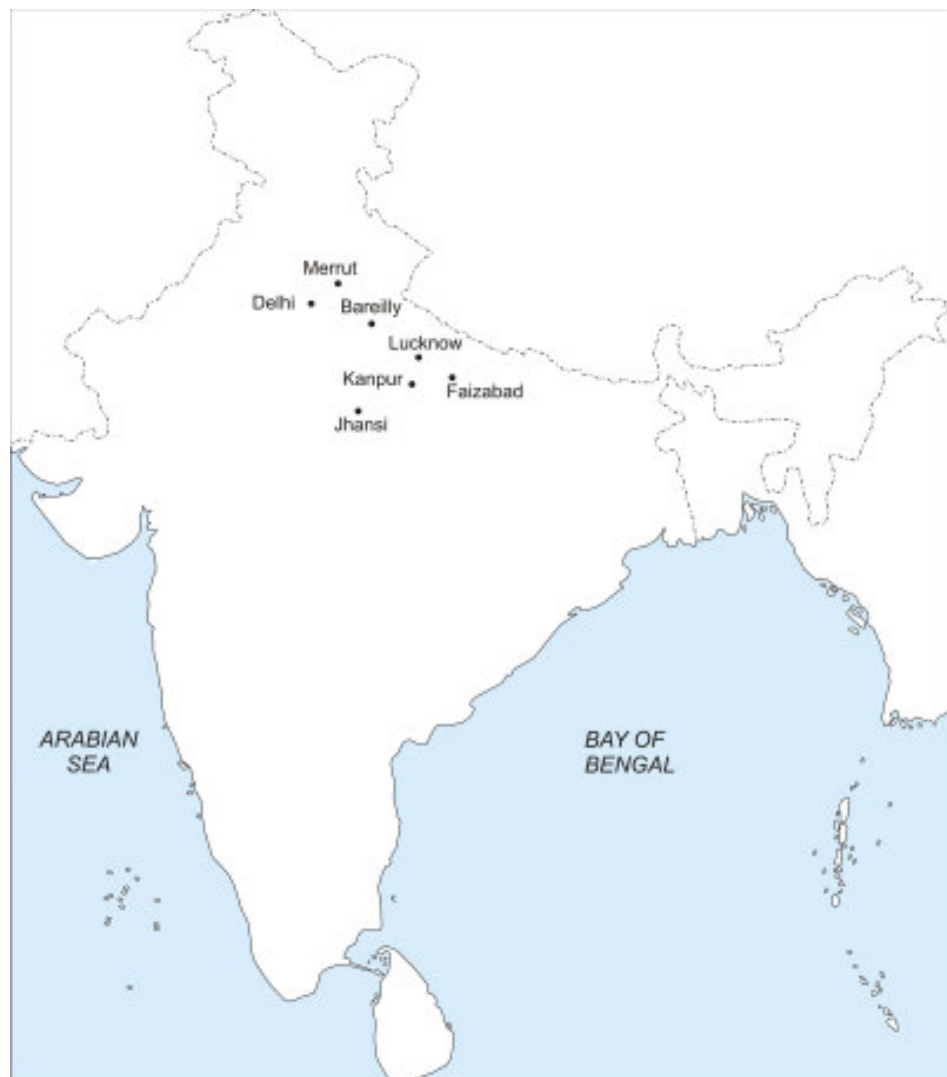 Merrut
Delhi
Bareilly
Lucknow
Kanpur
Faizabad
Jhansi
ARABIAN
SEA
BAY OF
BENGAL